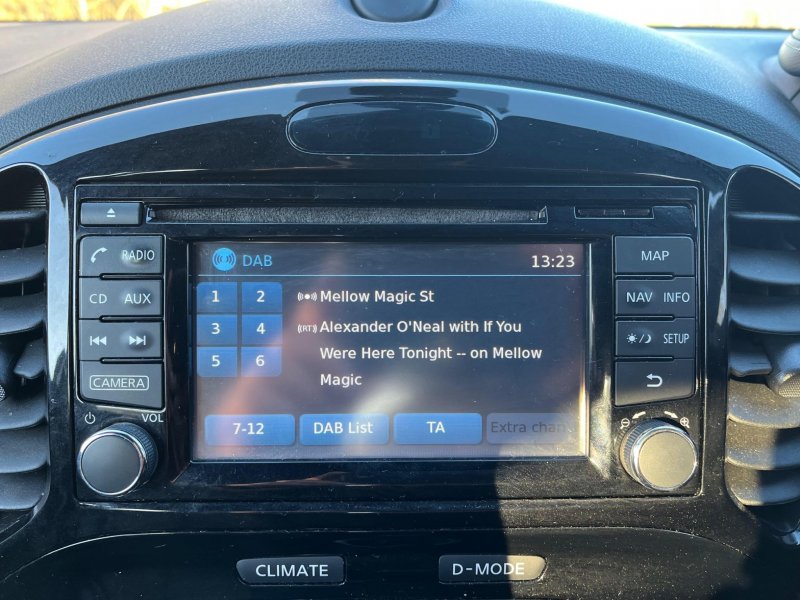 RADIO
CD AUX
CAMERA
VOL
DAB 13:23
1 2
3 4
5 6
Mellow Magic St
(RT) Alexander O'Neal with If You
Were Here Tonight -- on Mellow
Magic
7-12 DAB List TA Extra chan
MAP
NAV INFO
SETUP
CLIMATE D-MODE